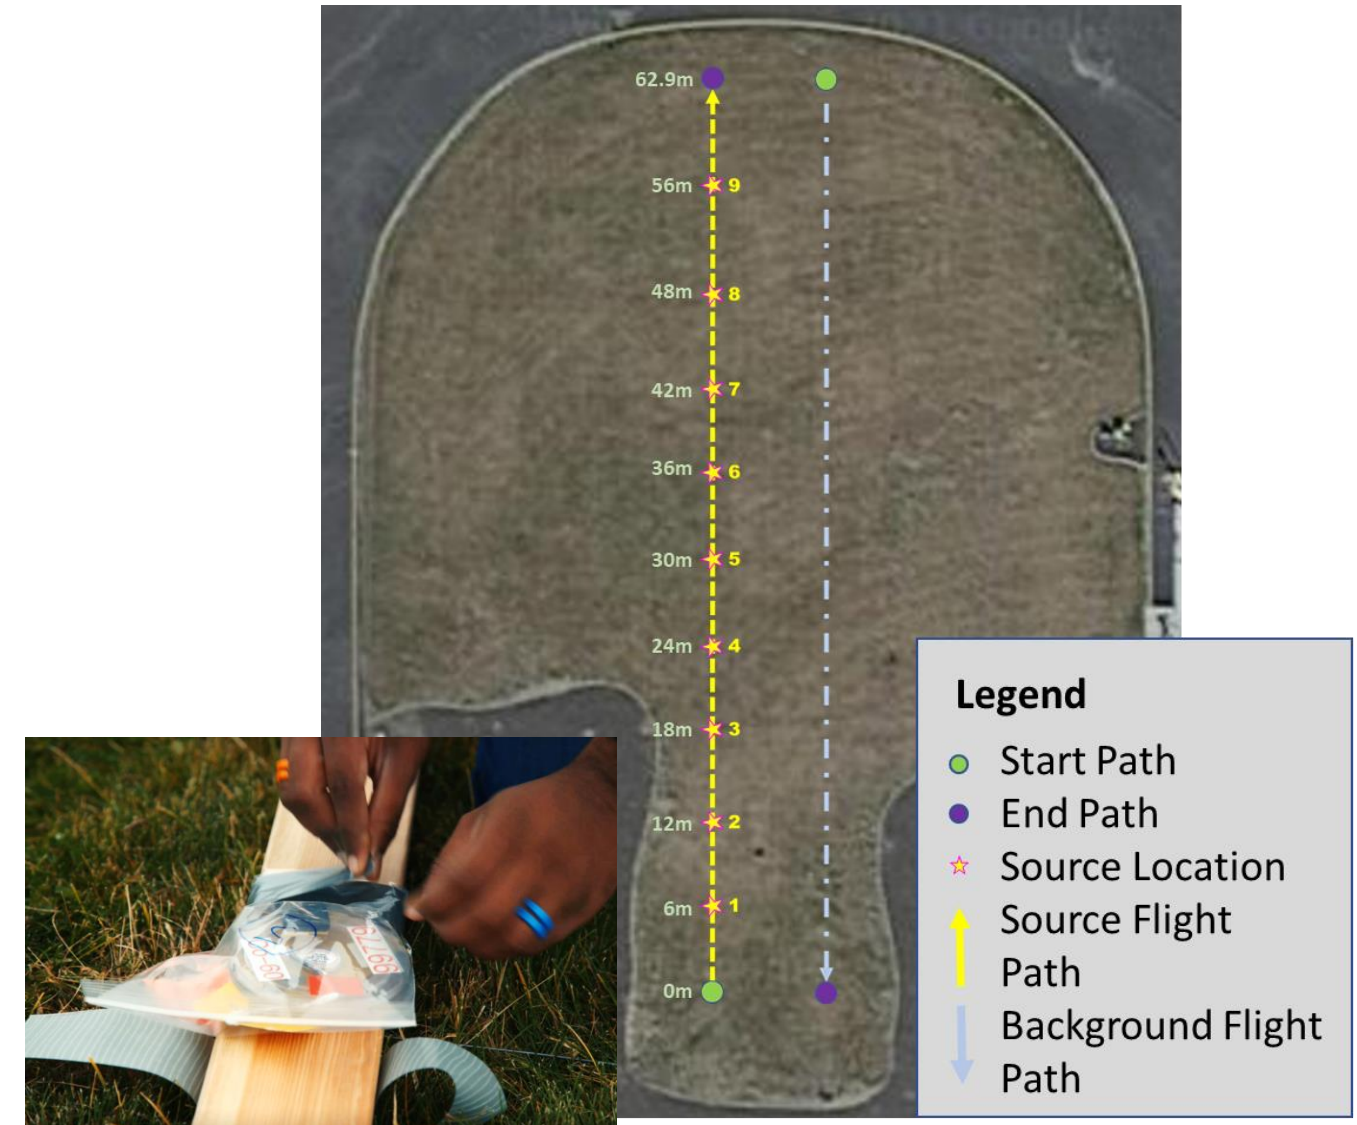 62.9m
56m 9
48m 8
42m 7
36m 6
30m 5
24m 4
18m 3
12m 2
6m 1
0m
Legend
Start Path
End Path
Source Location
Source Flight
Path
Background Flight
Path